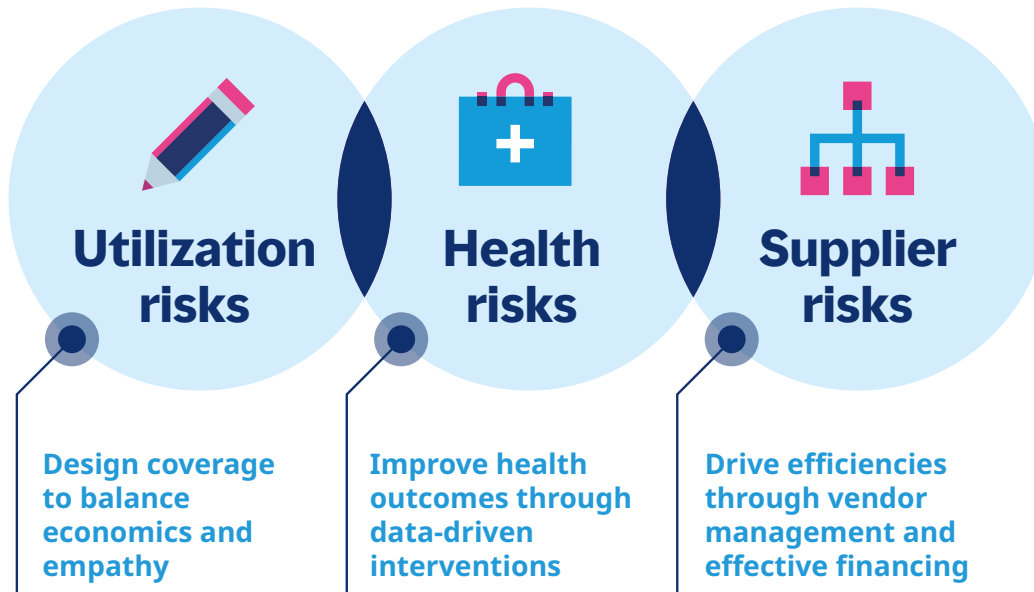 Utilization
risks
Health
risks
Supplier
risks
Design coverage
to balance
economics and
empathy
Improve health
outcomes through
data-driven
interventions
Drive efficiencies
through vendor
management and
effective financing